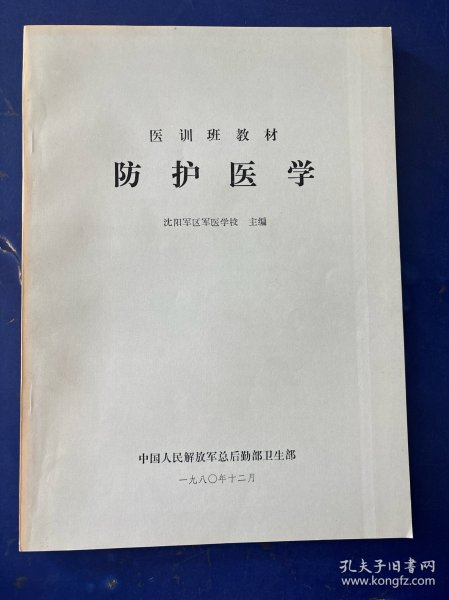 医训班教材
防护医学
沈阳军区军医学校 主编
中国人民解放军总后勤部卫生部
一九八〇年十二月
孔夫子旧书网
www.kongfz.com